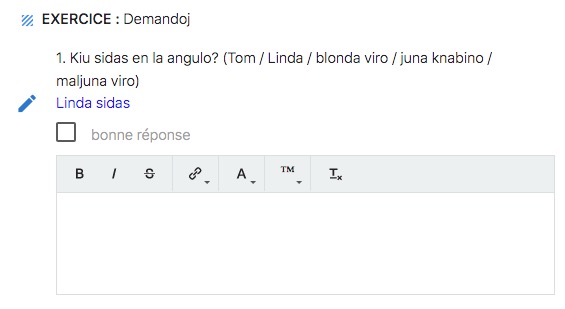 EXERCICE : Demandoj
1. Kiu sidas en la angulo? (Tom / Linda / blonda viro / juna knabino /
maljuna viro)
Linda sidas
bonne réponse
B I S A TM Tx